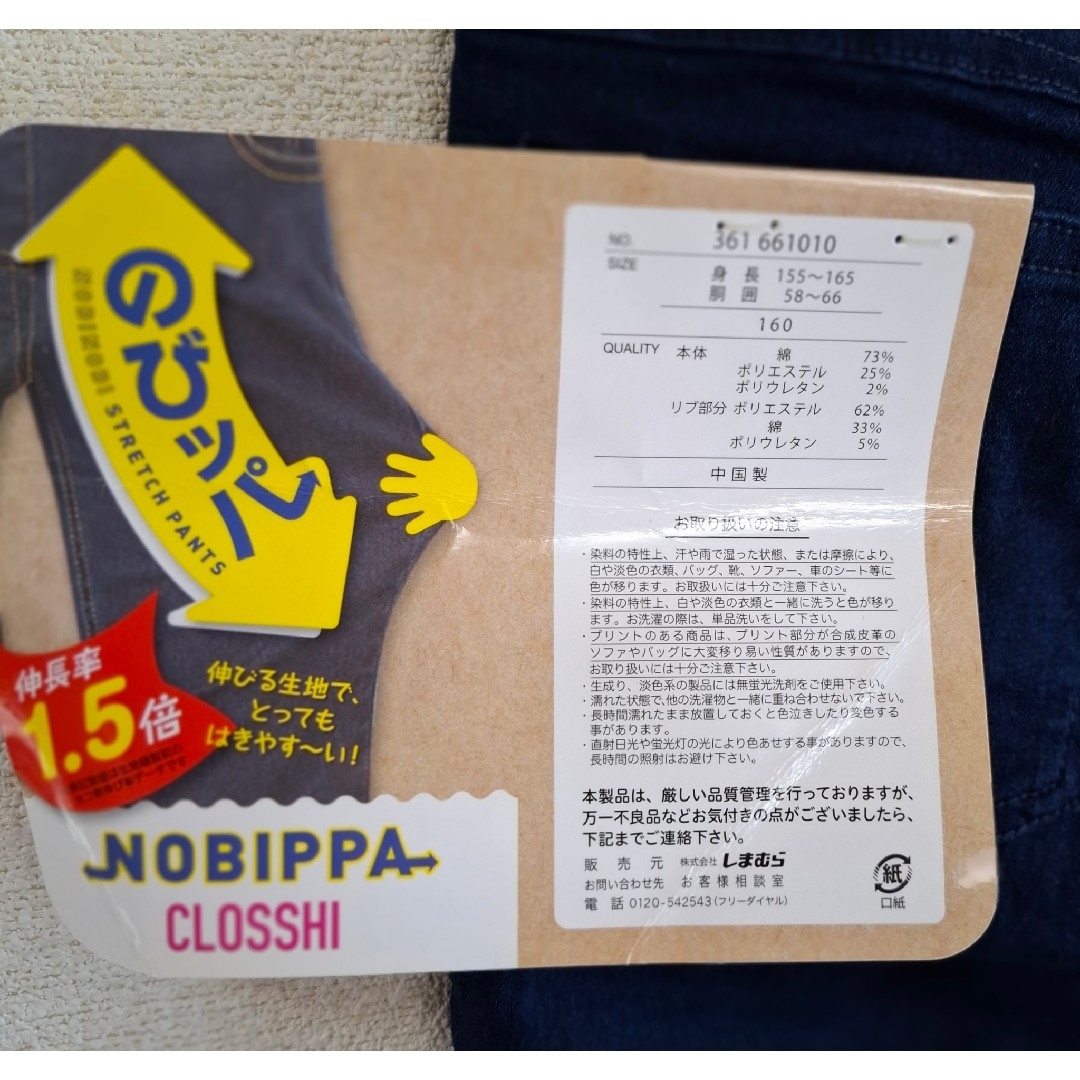 のびッパ
NOBINOBI STRETCH PANTS
伸長率
1.5倍
伸びる生地で、
とっても
はきやす〜い!
NOBIPPA
CLOSSHI
NO. 361 661010
SIZE 身長 155〜165
胴囲 58〜66
160
QUALITY 本体 綿 73%
ポリエステル 25%
ポリウレタン 2%
リブ部分 ポリエステル 62%
綿 33%
ポリウレタン 5%
中国製
お取り扱いの注意
・染料の特性上、汗や雨で湿った状態、または摩擦により、
白や淡色の衣類、バッグ、靴、ソファー、車のシート等に
色が移ります。お取扱いには十分ご注意下さい。
・染料の特性上、白や淡色の衣類と一緒に洗うと色が移り
ます。お洗濯の際は、単品洗いをして下さい。
・プリントのある商品は、プリント部分が合成皮革の
ソファやバッグに大変移り易い性質がありますので、
お取り扱いには十分ご注意下さい。
・生成り、淡色系の製品には無蛍光洗剤をご使用下さい。
・濡れた状態で、他の洗濯物と一緒に重ね合わせないで下さい。
・長時間濡れたまま放置しておくと色泣きしたり変色する
事があります。
・直射日光や蛍光灯の光により色あせする事がありますので、
長時間の照射はお避け下さい。
本製品は、厳しい品質管理を行っておりますが、
万一不良品などお気付きの点がございましたら、
下記までご連絡下さい。
販売元 株式会社しまむら
お問い合わせ先 お客様相談室
電話 0120-542543(フリーダイヤル)
紙
口紙